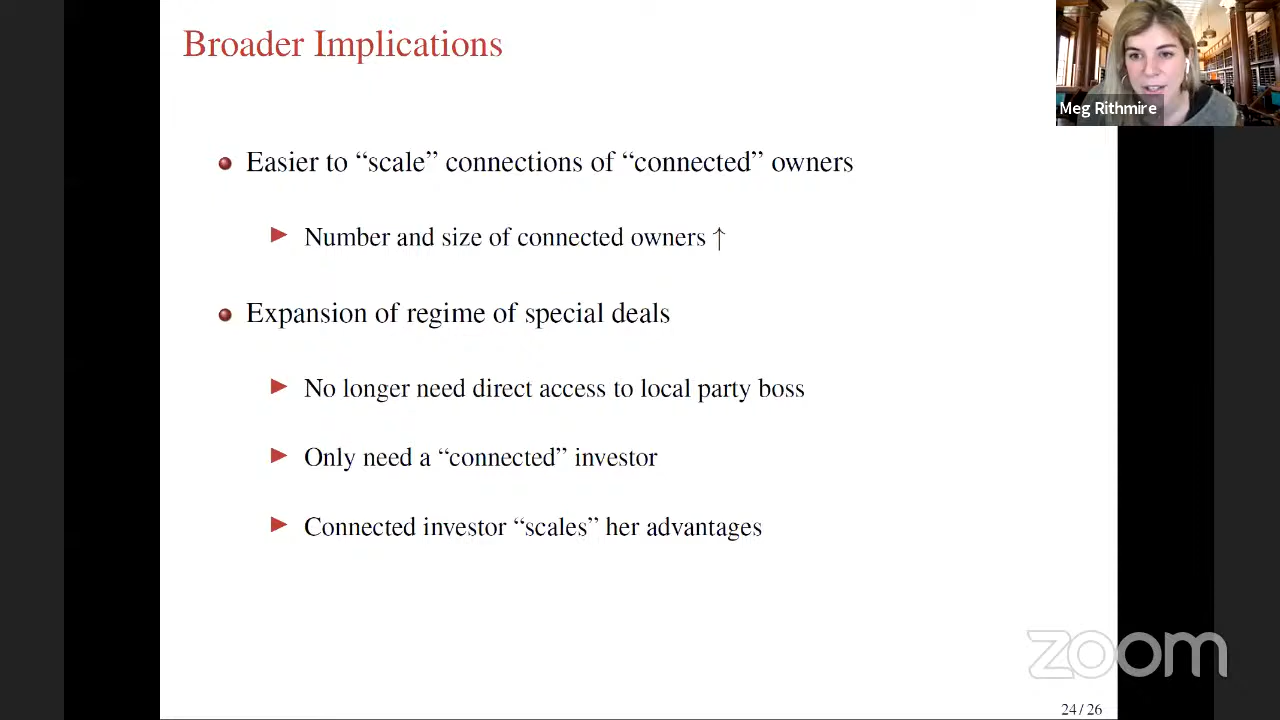 Broader Implications
Meg Rithmire
Easier to “scale” connections of “connected” owners
Number and size of connected owners ↑
Expansion of regime of special deals
No longer need direct access to local party boss
Only need a “connected” investor
Connected investor “scales” her advantages
zoom
24 / 26